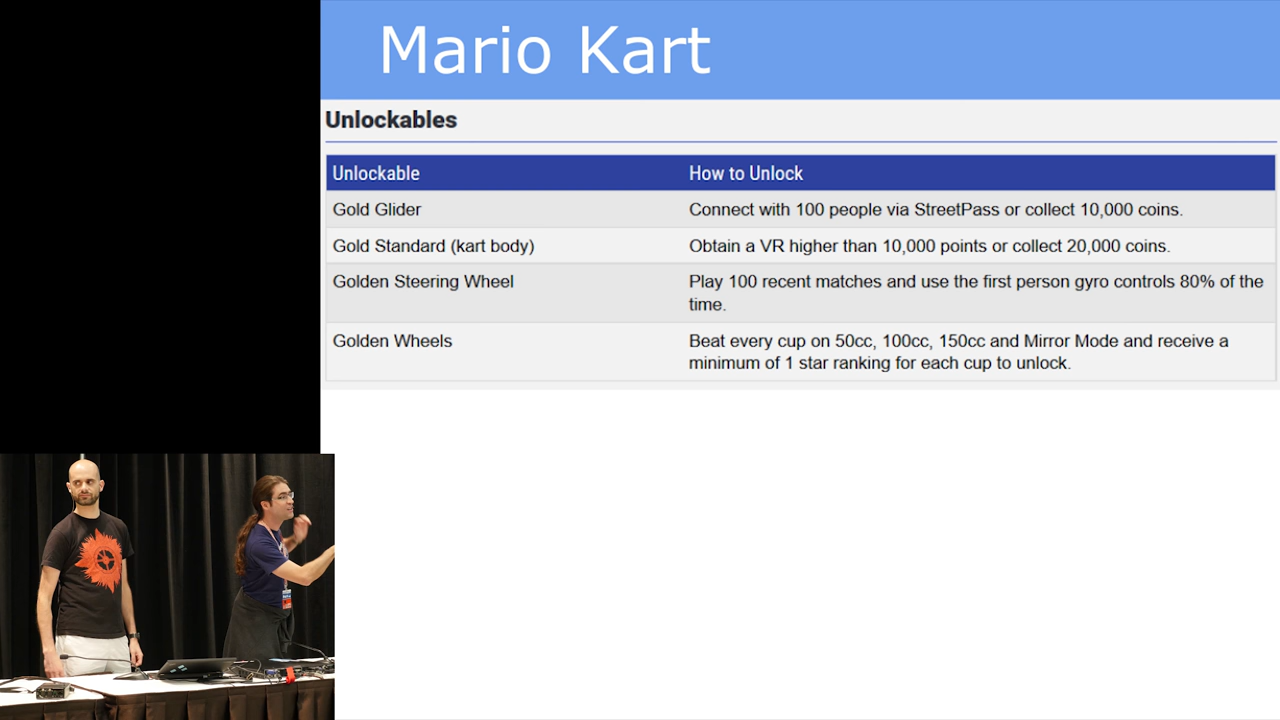 Mario Kart
Unlockables
Unlockable How to Unlock
Gold Glider Connect with 100 people via StreetPass or collect 10,000 coins.
Gold Standard (kart body) Obtain a VR higher than 10,000 points or collect 20,000 coins.
Golden Steering Wheel Play 100 recent matches and use the first person gyro controls 80% of the
time.
Golden Wheels Beat every cup on 50cc, 100cc, 150cc and Mirror Mode and receive a
minimum of 1 star ranking for each cup to unlock.